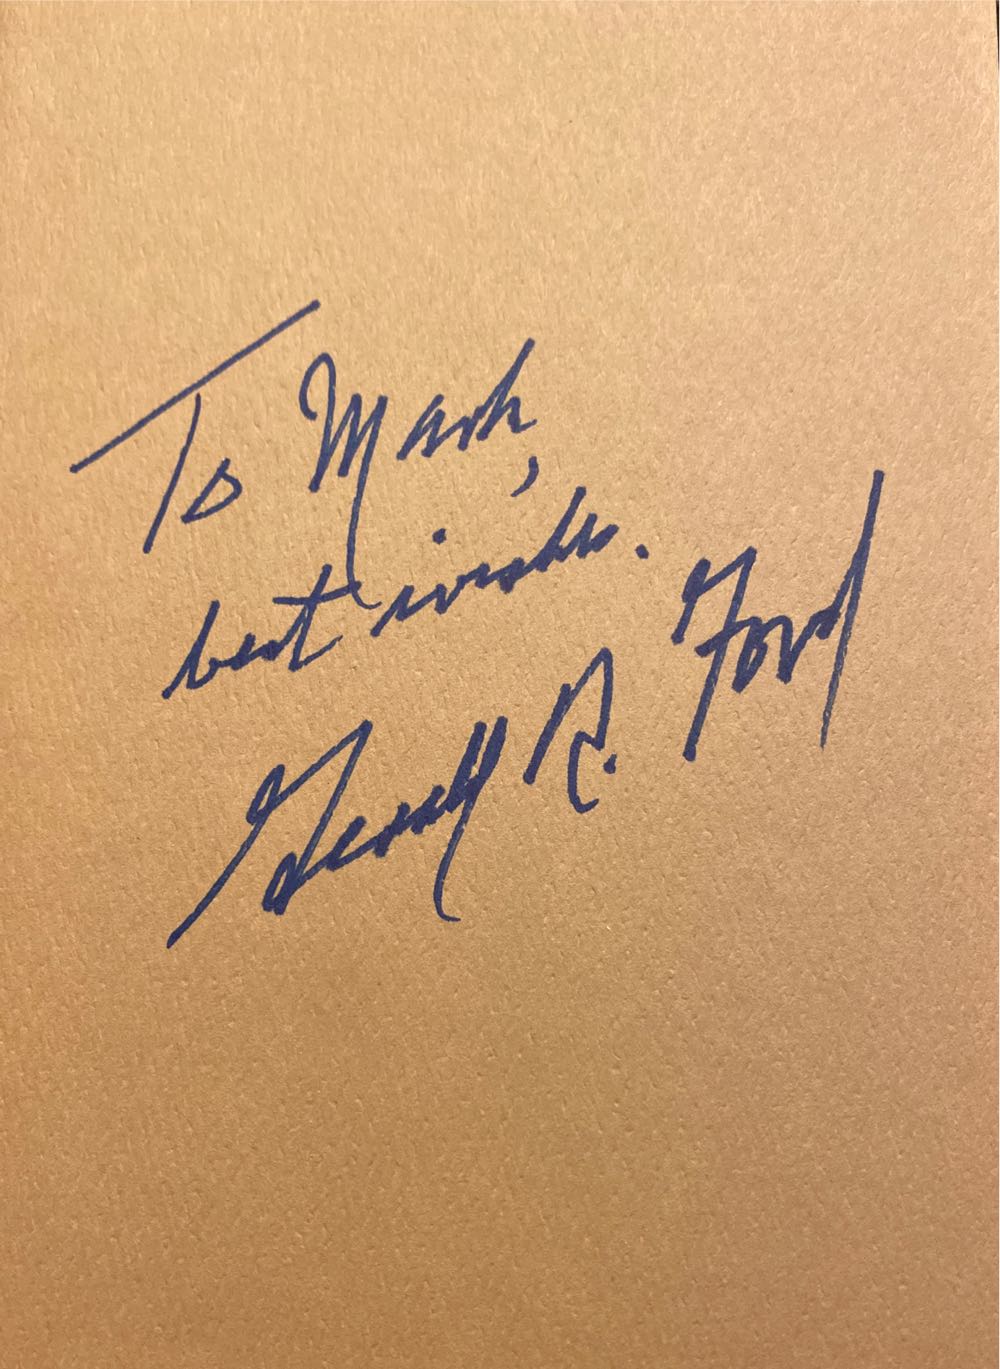 To Mark,
best wishes.
Gerald R. Ford